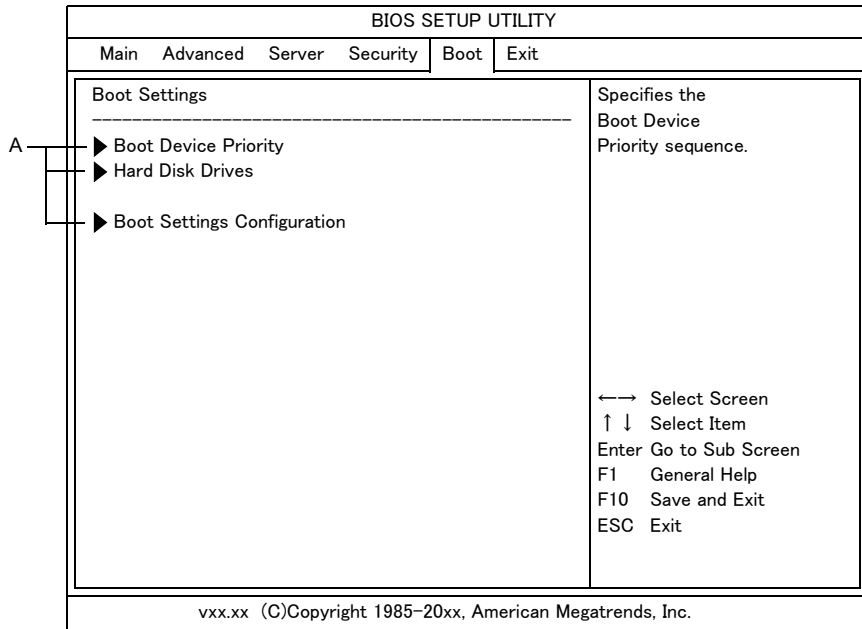 BIOS SETUP UTILITY
Main Advanced Server Security Boot Exit
Boot Settings
------------------------------------------------
A
Boot Device Priority
Hard Disk Drives
Boot Settings Configuration
Specifies the
Boot Device
Priority sequence.
←→ Select Screen
↑↓ Select Item
Enter Go to Sub Screen
F1 General Help
F10 Save and Exit
ESC Exit
vxx.xx (C)Copyright 1985-20xx, American Megatrends, Inc.